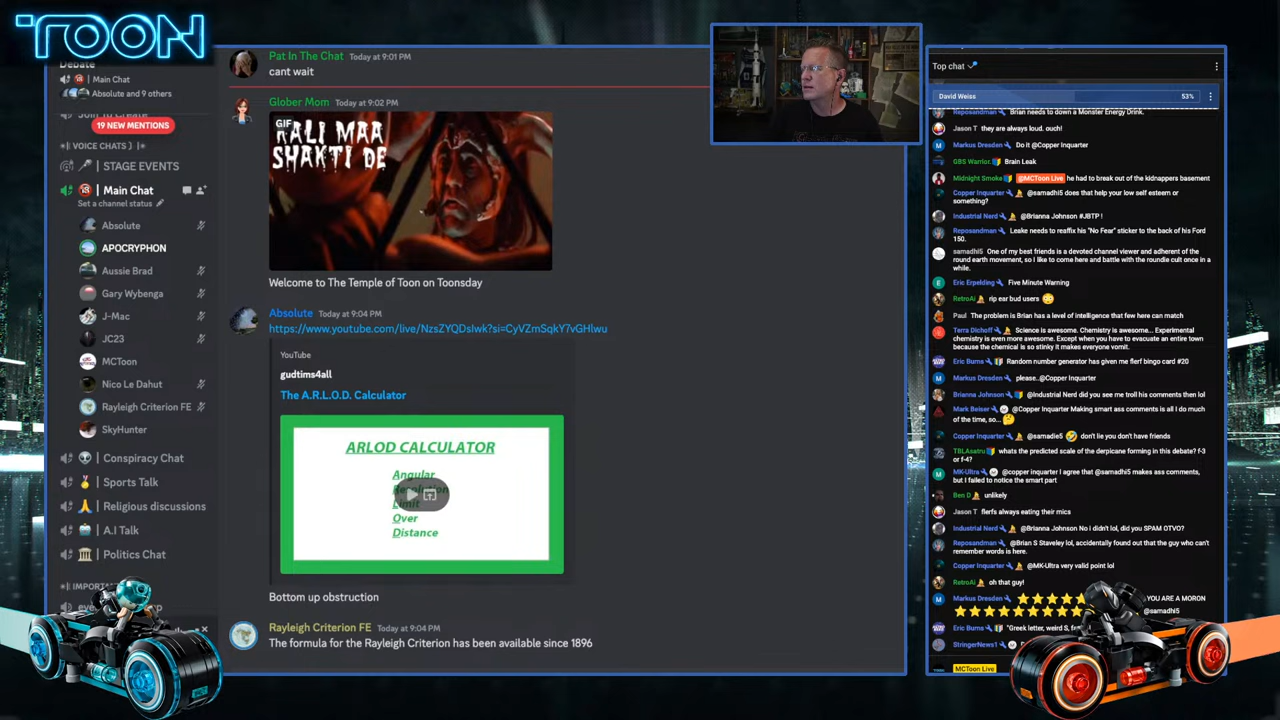 TOON
Debate
Main Chat
Absolute and 9 others
19 NEW MENTIONS
VOICE CHATS
STAGE EVENTS
Main Chat
Set a channel status
Absolute
APOCRYPHON
Aussie Brad
Gary Wybenga
J-Mac
JC23
MCToon
Nico Le Dahut
Rayleigh Criterion FE
SkyHunter
Conspiracy Chat
Sports Talk
Religious discussions
A.I Talk
Politics Chat
Pat In The Chat Today at 9:01 PM
cant wait
Glober Mom Today at 9:02 PM
GIF
KALI MAA
SHAKTI DE
Welcome to The Temple of Toon on Toonsday
Absolute Today at 9:04 PM
https://www.youtube.com/live/NzsZYQDsIwk?si=CyVZmSqkY7vGHlwu
YouTube
gudtims4all
The A.R.L.O.D. Calculator
ARLOD CALCULATOR
Angular
Resolution
Limit
Over
Distance
Bottom up obstruction
Rayleigh Criterion FE Today at 9:04 PM
The formula for the Rayleigh Criterion has been available since 1896
Top chat
David Weiss 53%
Reposandman Brian needs to down a Monster Energy Drink.
Jason T they are always loud. ouch!
Markus Dresden Do it @Copper Inquarter
GBS Warrior. Brain Leak
Midnight Smoke @MCToon Live he had to break out of the kidnappers basement
Copper Inquarter @samadhi5 does that help your low self esteem or
something?
Industrial Nerd @Brianna Johnson #JBTP !
Reposandman Leake needs to reaffix his "No Fear" sticker to the back of his Ford
150.
samadhi5 One of my best friends is a devoted channel viewer and adherent of the
round earth movement, so I like to come here and battle with the roundie cult once in a
while.
Eric Erpelding Five Minute Warning
RetroAi rip ear bud users
Paul The problem is Brian has a level of intelligence that few here can match
Terra Dichoff Science is awesome. Chemistry is awesome... Experimental
chemistry is even more awesome. Except when you have to evacuate an entire town
because the chemical is so stinky it makes everyone vomit.
Eric Burns Random number generator has given me flerf bingo card #20
Markus Dresden please..@Copper Inquarter
Brianna Johnson @Industrial Nerd did you see me troll his comments then lol
Mark Beiser @Copper Inquarter Making smart ass comments is all I do much
of the time, so...
Copper Inquarter @samadie5 don't lie you don't have friends
TBLAsatru whats the predicted scale of the derpicane forming in this debate? f-3
or f-4?
MK-Ultra @copper inquarter I agree that @samadhi5 makes ass comments,
but I failed to notice the smart part
Ben D unlikely
Jason T flerfs always eating their mics
Industrial Nerd @Brianna Johnson No i didn't lol, did you SPAM OTVO?
Reposandman @Brian S Staveley lol, accidentally found out that the guy who can't
remember words is here.
Copper Inquarter @MK-Ultra very valid point lol
RetroAi oh that guy!
Markus Dresden YOU ARE A MORON
@samadhi5
Eric Burns "Greek letter, weird S,
StringerNews1
MCToon Live